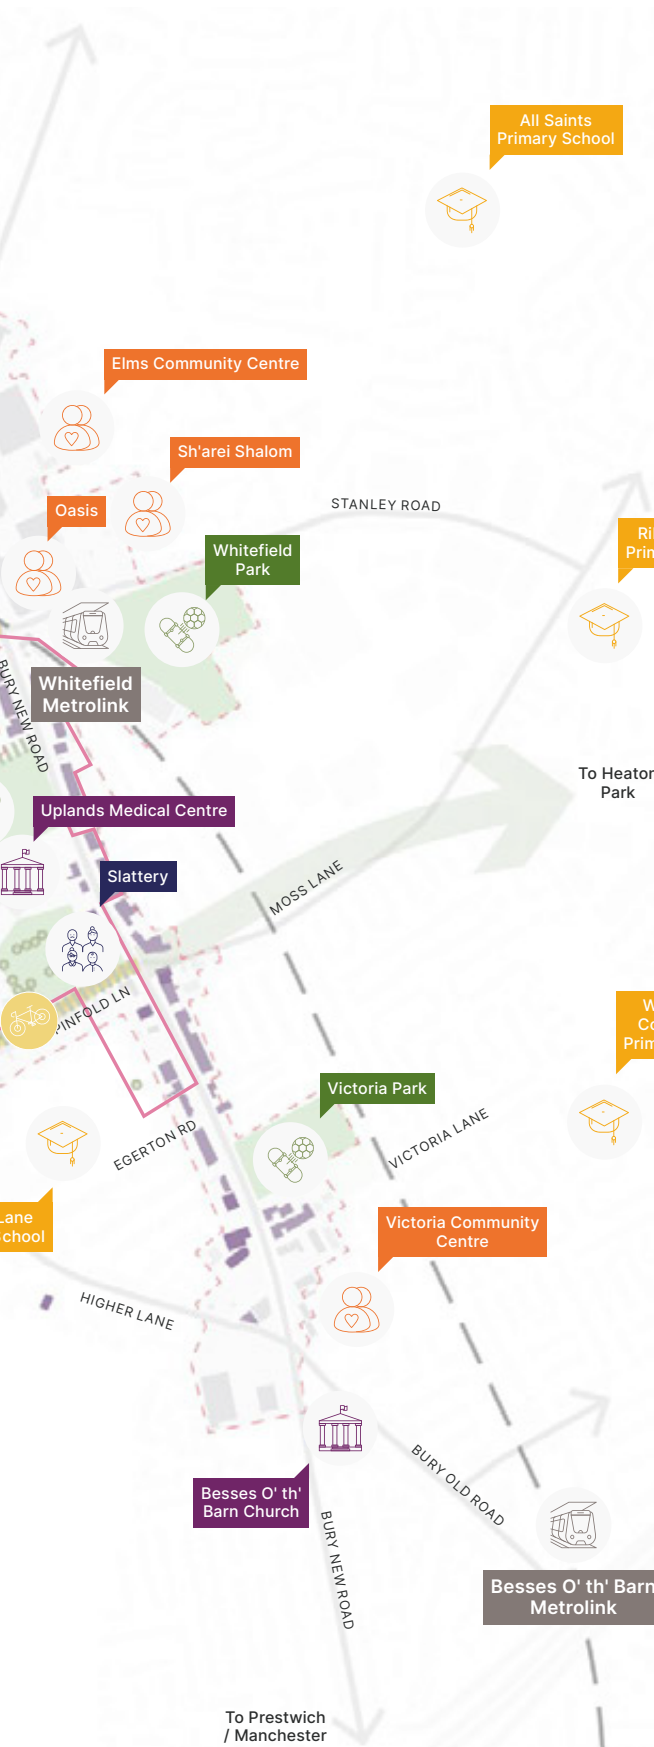 All Saints
Primary School
Elms Community Centre
Sh'arei Shalom
STANLEY ROAD
Oasis
Whitefield
Park
Whitefield
Metrolink
BURY NEW ROAD
To Heaton
Park
Uplands Medical Centre
Slattery
MOSS LANE
PINFOLD LN
Victoria Park
EGERTON RD
VICTORIA LANE
Lane
Victoria Community
Centre
HIGHER LANE
BURY OLD ROAD
Besses O' th'
Barn Church
BURY NEW ROAD
Besses O' th' Barn
Metrolink
To Prestwich
/ Manchester